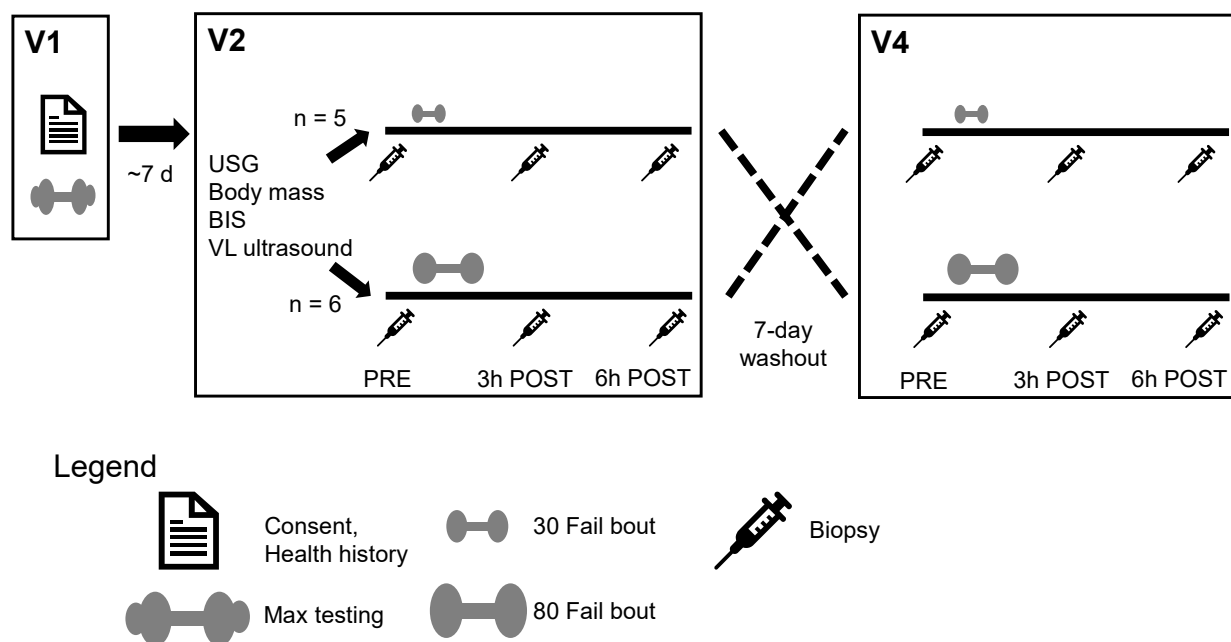 V1
~7 d
V2
n = 5
USG
Body mass
BIS
VL ultrasound
n = 6
PRE
3h POST
6h POST
7-day
washout
V4
PRE
3h POST
6h POST
Legend
Consent,
Health history
30 Fail bout
Biopsy
Max testing
80 Fail bout